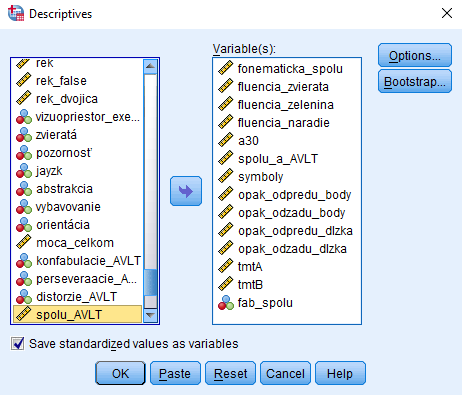 Descriptives
Variable(s):
rek
rek_false
rek_dvojica
vizuopriestor_exe...
zvieratá
pozornosť
jayzk
abstrakcia
vybavovanie
orientácia
moca_celkom
konfabulacie_AVLT
perseveraacie_A...
distorzie_AVLT
spolu_AVLT
fonematicka_spolu
fluencia_zvierata
fluencia_zelenina
fluencia_naradie
a30
spolu_a_AVLT
symboly
opak_odpredu_body
opak_odzadu_body
opak_odpredu_dlzka
opak_odzadu_dlzka
tmtA
tmtB
fab_spolu
Options...
Bootstrap...
Save standardized values as variables
OK Paste Reset Cancel Help